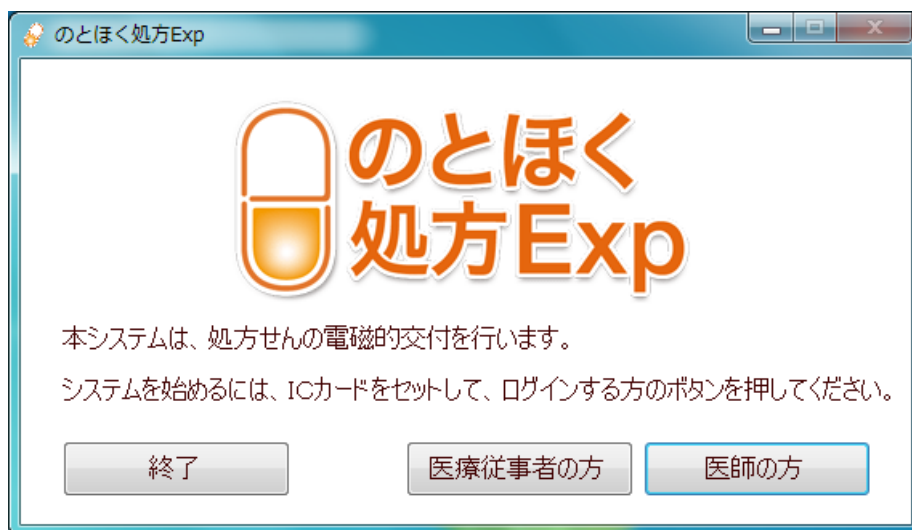 のとほく処方Exp
のとほく
処方Exp
本システムは、処方せんの電磁的交付を行います。
システムを始めるには、ICカードをセットして、ログインする方のボタンを押してください。
終了
医療従事者の方
医師の方